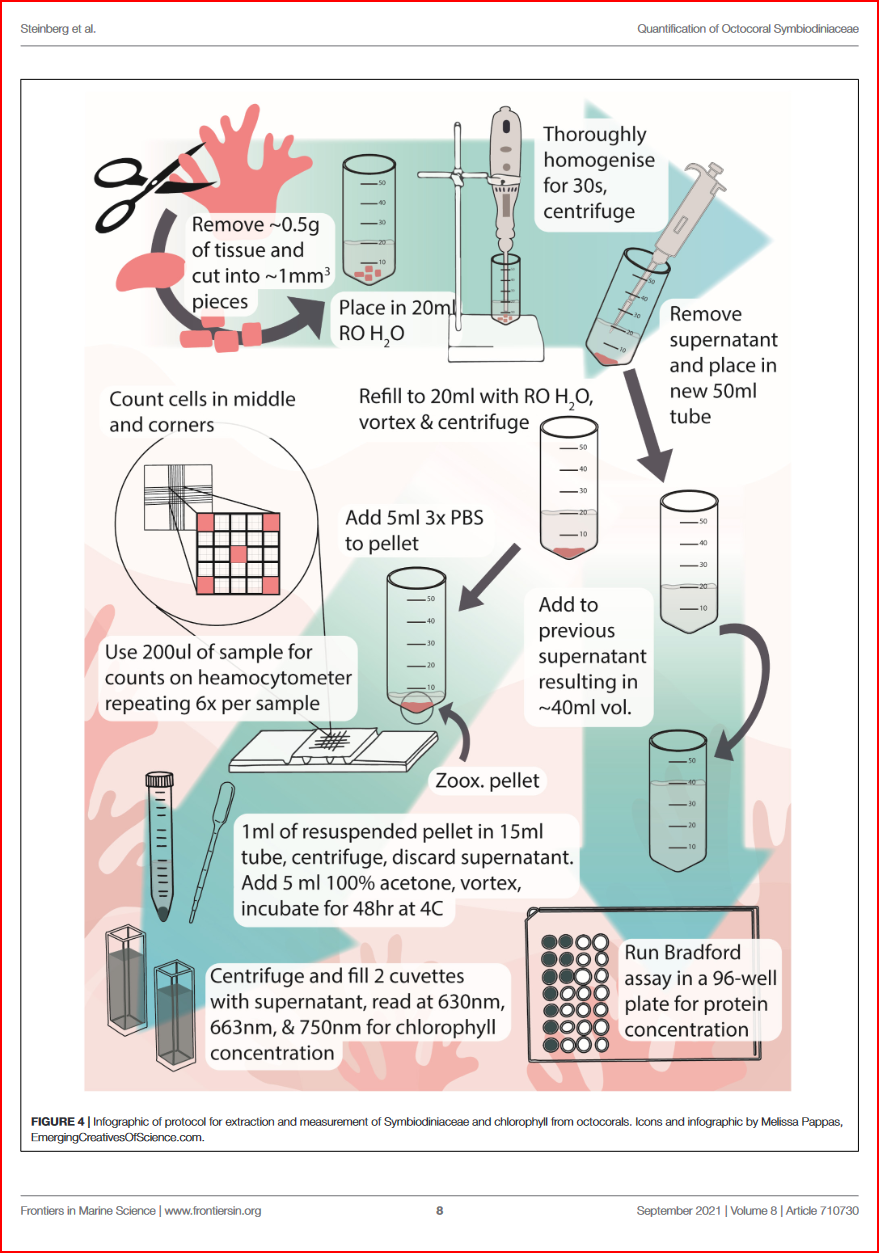 Steinberg et al.
Quantification of Octocoral Symbiodiniaceae
Thoroughly
homogenise
for 30s,
centrifuge
50
40
30
20
10
Remove ~0.5g
of tissue and
cut into ~1mm³
pieces
Place in 20ml
RO H₂O
50
40
30
20
10
Remove
supernatant
and place in
new 50ml
tube
Count cells in middle
and corners
Refill to 20ml with RO H₂O,
vortex & centrifuge
50
40
30
20
10
50
40
30
20
10
Add 5ml 3x PBS
to pellet
50
40
30
20
10
Add to
previous
supernatant
resulting in
~40ml vol.
Use 200ul of sample for
counts on heamocytometer
repeating 6x per sample
Zoox. pellet
50
40
30
20
10
1ml of resuspended pellet in 15ml
tube, centrifuge, discard supernatant.
Add 5 ml 100% acetone, vortex,
incubate for 48hr at 4C
Centrifuge and fill 2 cuvettes
with supernatant, read at 630nm,
663nm, & 750nm for chlorophyll
concentration
Run Bradford
assay in a 96-well
plate for protein
concentration
FIGURE 4 | Infographic of protocol for extraction and measurement of Symbiodiniaceae and chlorophyll from octocorals. Icons and infographic by Melissa Pappas,
EmergingCreativesOfScience.com.
Frontiers in Marine Science | www.frontiersin.org
8
September 2021 | Volume 8 | Article 710730